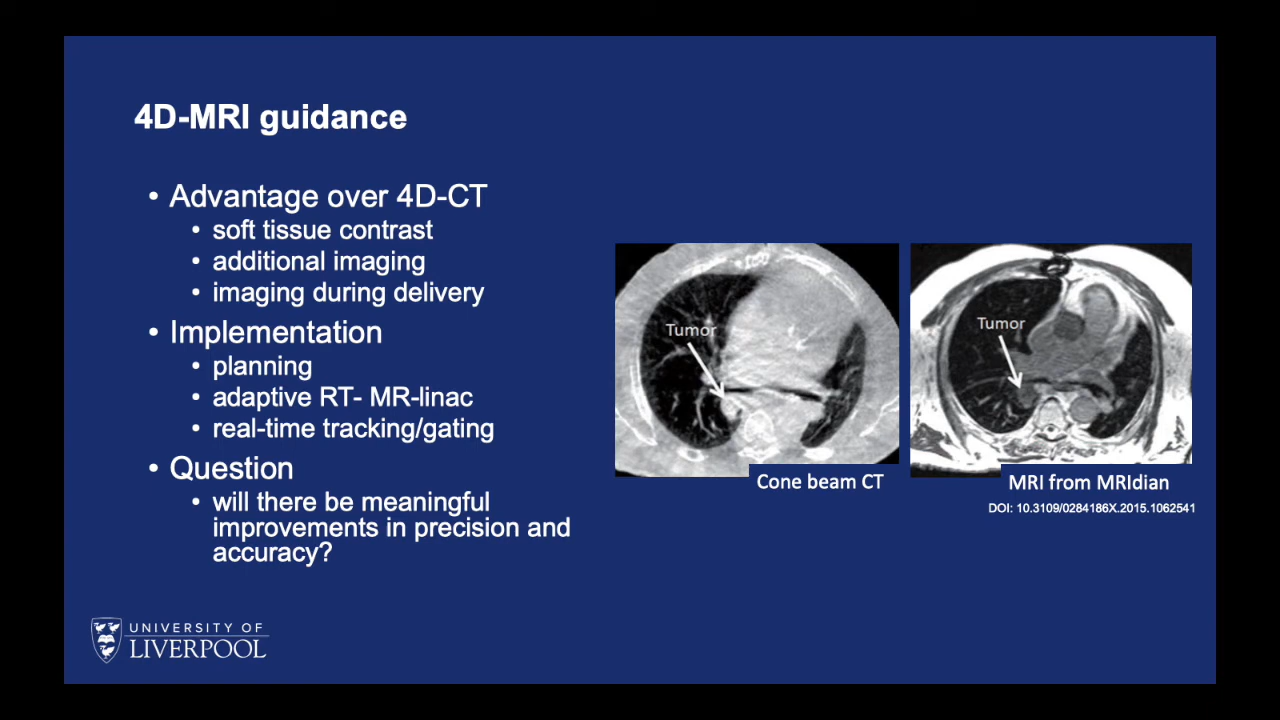 4D-MRI guidance
• Advantage over 4D-CT
• soft tissue contrast
• additional imaging
• imaging during delivery
• Implementation
• planning
• adaptive RT- MR-linac
• real-time tracking/gating
• Question
• will there be meaningful
improvements in precision and
accuracy?
Tumor
Cone beam CT
Tumor
MRI from MRIdian
DOI: 10.3109/0284186X.2015.1062541
UNIVERSITY OF
LIVERPOOL